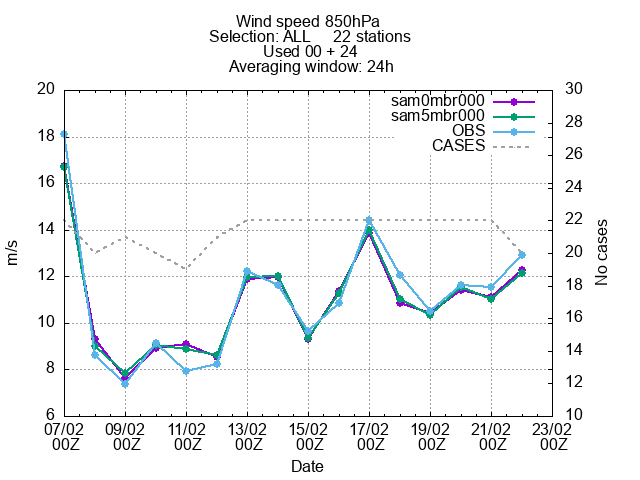 Wind speed 850hPa
Selection: ALL 22 stations
Used 00 + 24
Averaging window: 24h
sam0mbr000
sam5mbr000
OBS
CASES
m/s
20
18
16
14
12
10
8
6
No cases
30
28
26
24
22
20
18
16
14
12
10
07/02 09/02 11/02 13/02 15/02 17/02 19/02 21/02 23/02
00Z 00Z 00Z 00Z 00Z 00Z 00Z 00Z 00Z
Date